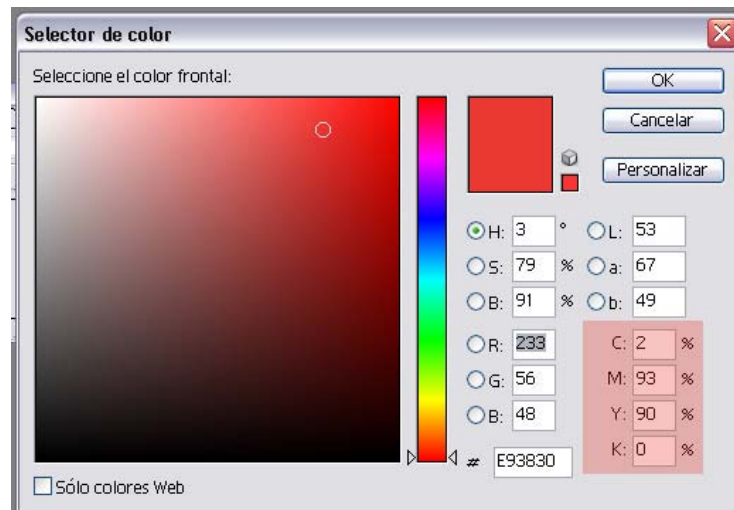 Selector de color
Seleccione el color frontal:
OK
Cancelar
Personalizar
H: 3 °
S: 79 %
B: 91 %
L: 53
a: 67
b: 49
R: 233
G: 56
B: 48
# E93830
C: 2 %
M: 93 %
Y: 90 %
K: 0 %
Sólo colores Web